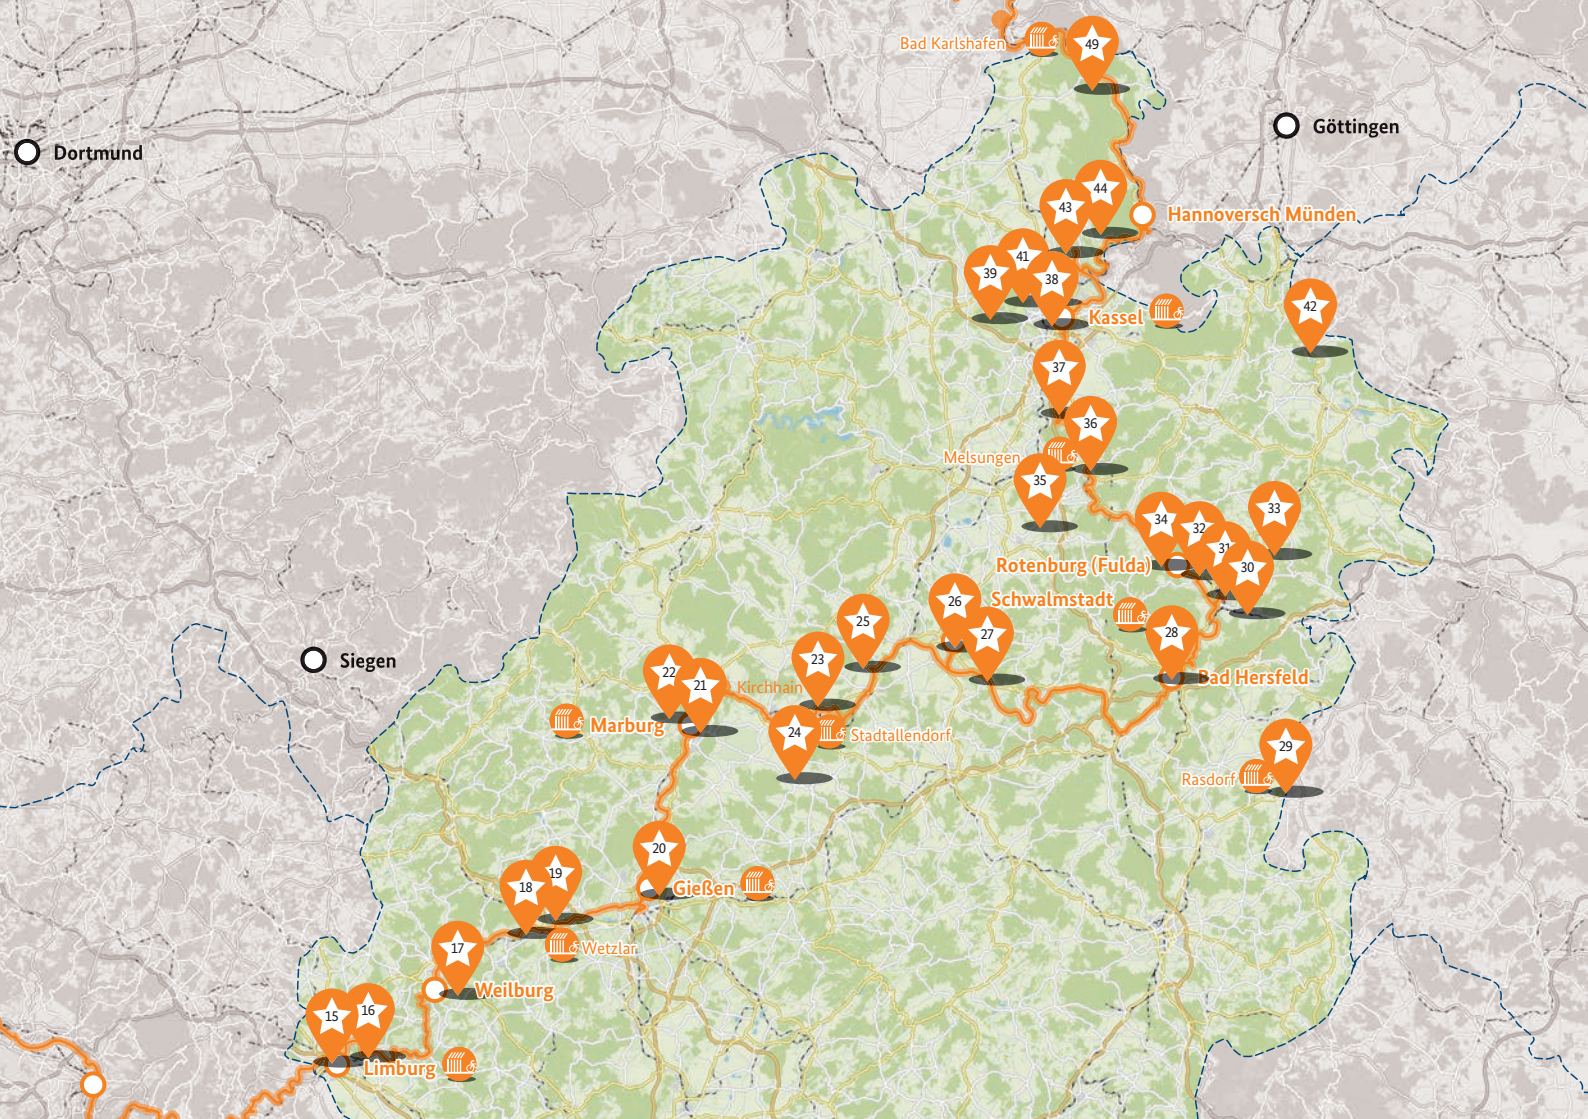 Bad Karlshafen
49
Göttingen
Dortmund
44
43
Hannoversch Münden
41
39
38
42
Kassel
37
36
Melsungen
35
33
34
32
31
30
Rotenburg (Fulda)
26
Schwalmstadt
25
27
28
23
Siegen
22
21
Kirchhain
Bad Hersfeld
Marburg
24
Stadtallendorf
29
Rasdorf
20
19
18
Gießen
17
Wetzlar
Weilburg
16
15
Limburg